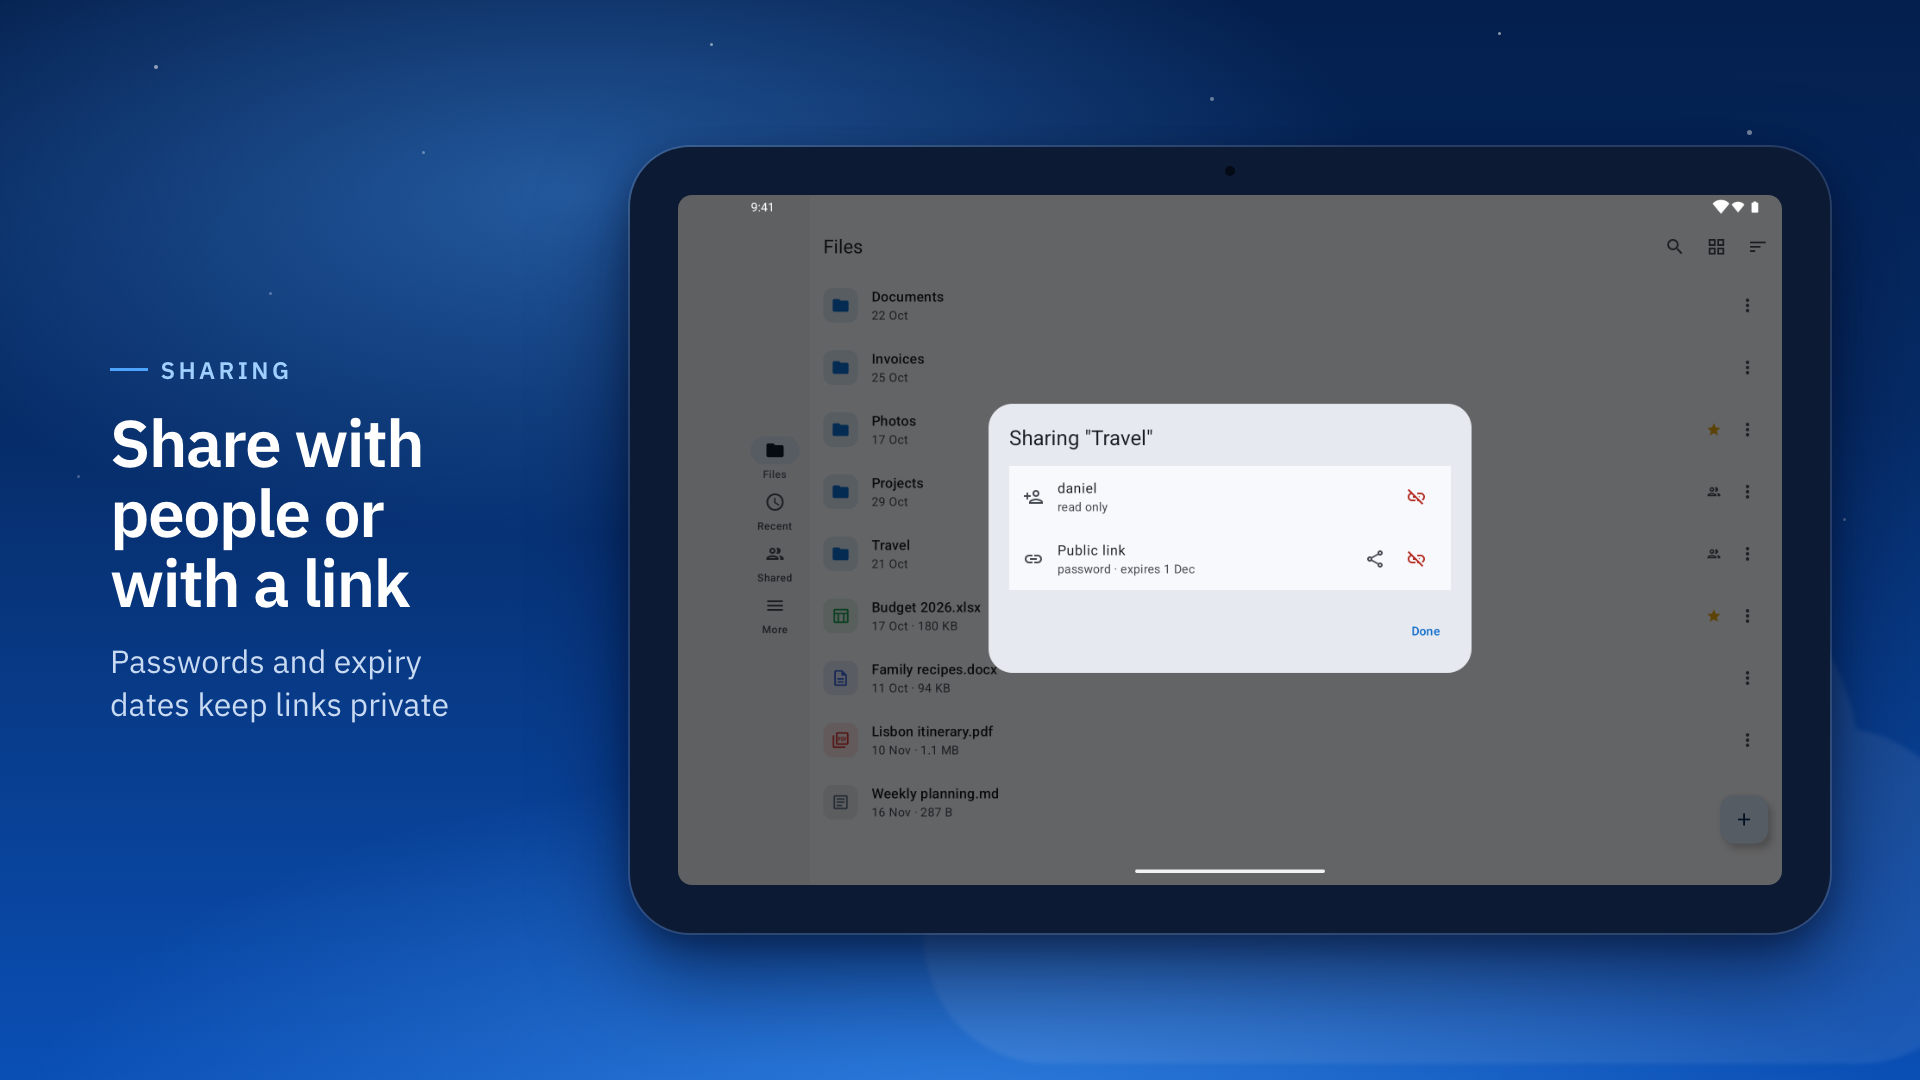 SHARING
Share with
people or
with a link
Passwords and expiry
dates keep links private
9:41
Files
Files
Recent
Shared
More
Documents
22 Oct
Invoices
25 Oct
Photos
17 Oct
Projects
29 Oct
Travel
21 Oct
Budget 2026.xlsx
17 Oct · 180 KB
Family recipes.docx
11 Oct · 94 KB
Lisbon itinerary.pdf
10 Nov · 1.1 MB
Weekly planning.md
16 Nov · 287 B
Sharing "Travel"
daniel
read only
Public link
password · expires 1 Dec
Done